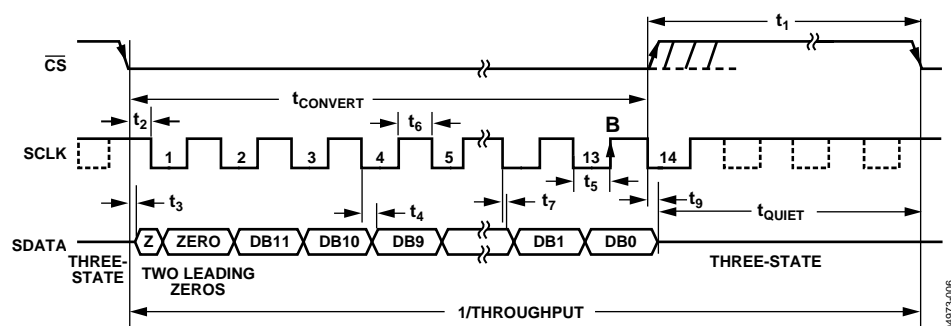 t1
CS
tCONVERT
t2
t6
B
SCLK
1 2 3 4 5 13 14
t5
t3
t4
t7
t9
tQUIET
SDATA
Z ZERO DB11 DB10 DB9 DB1 DB0
THREE-
STATE
TWO LEADING
ZEROS
THREE-STATE
1/THROUGHPUT